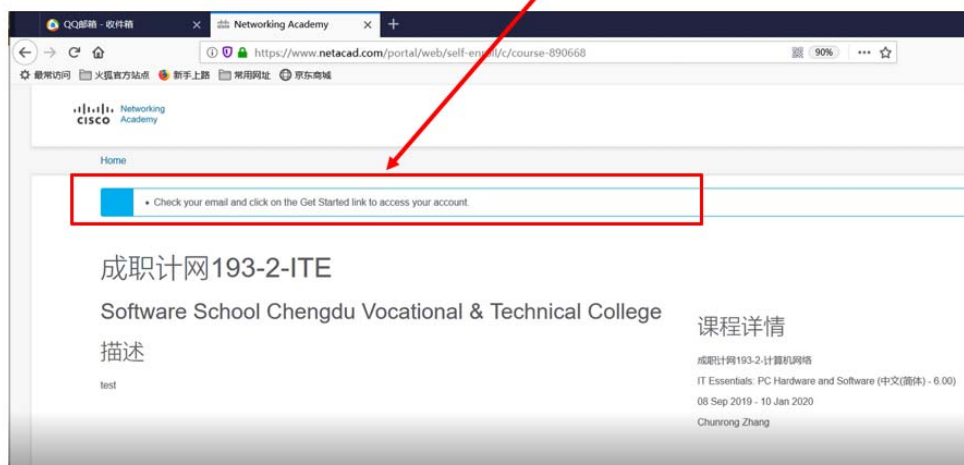 QQ邮箱 - 收件箱
Networking Academy
https://www.netacad.com/portal/web/self-enroll/c/course-890668
90%
最常访问 火狐官方站点 新手上路 常用网址 京东商城
Networking
CISCO Academy
Home
Check your email and click on the Get Started link to access your account.
成职计网193-2-ITE
Software School Chengdu Vocational & Technical College
描述
test
课程详情
成职计网193-2-计算机网络
IT Essentials: PC Hardware and Software (中文(简体) - 6.00)
08 Sep 2019 - 10 Jan 2020
Chunrong Zhang